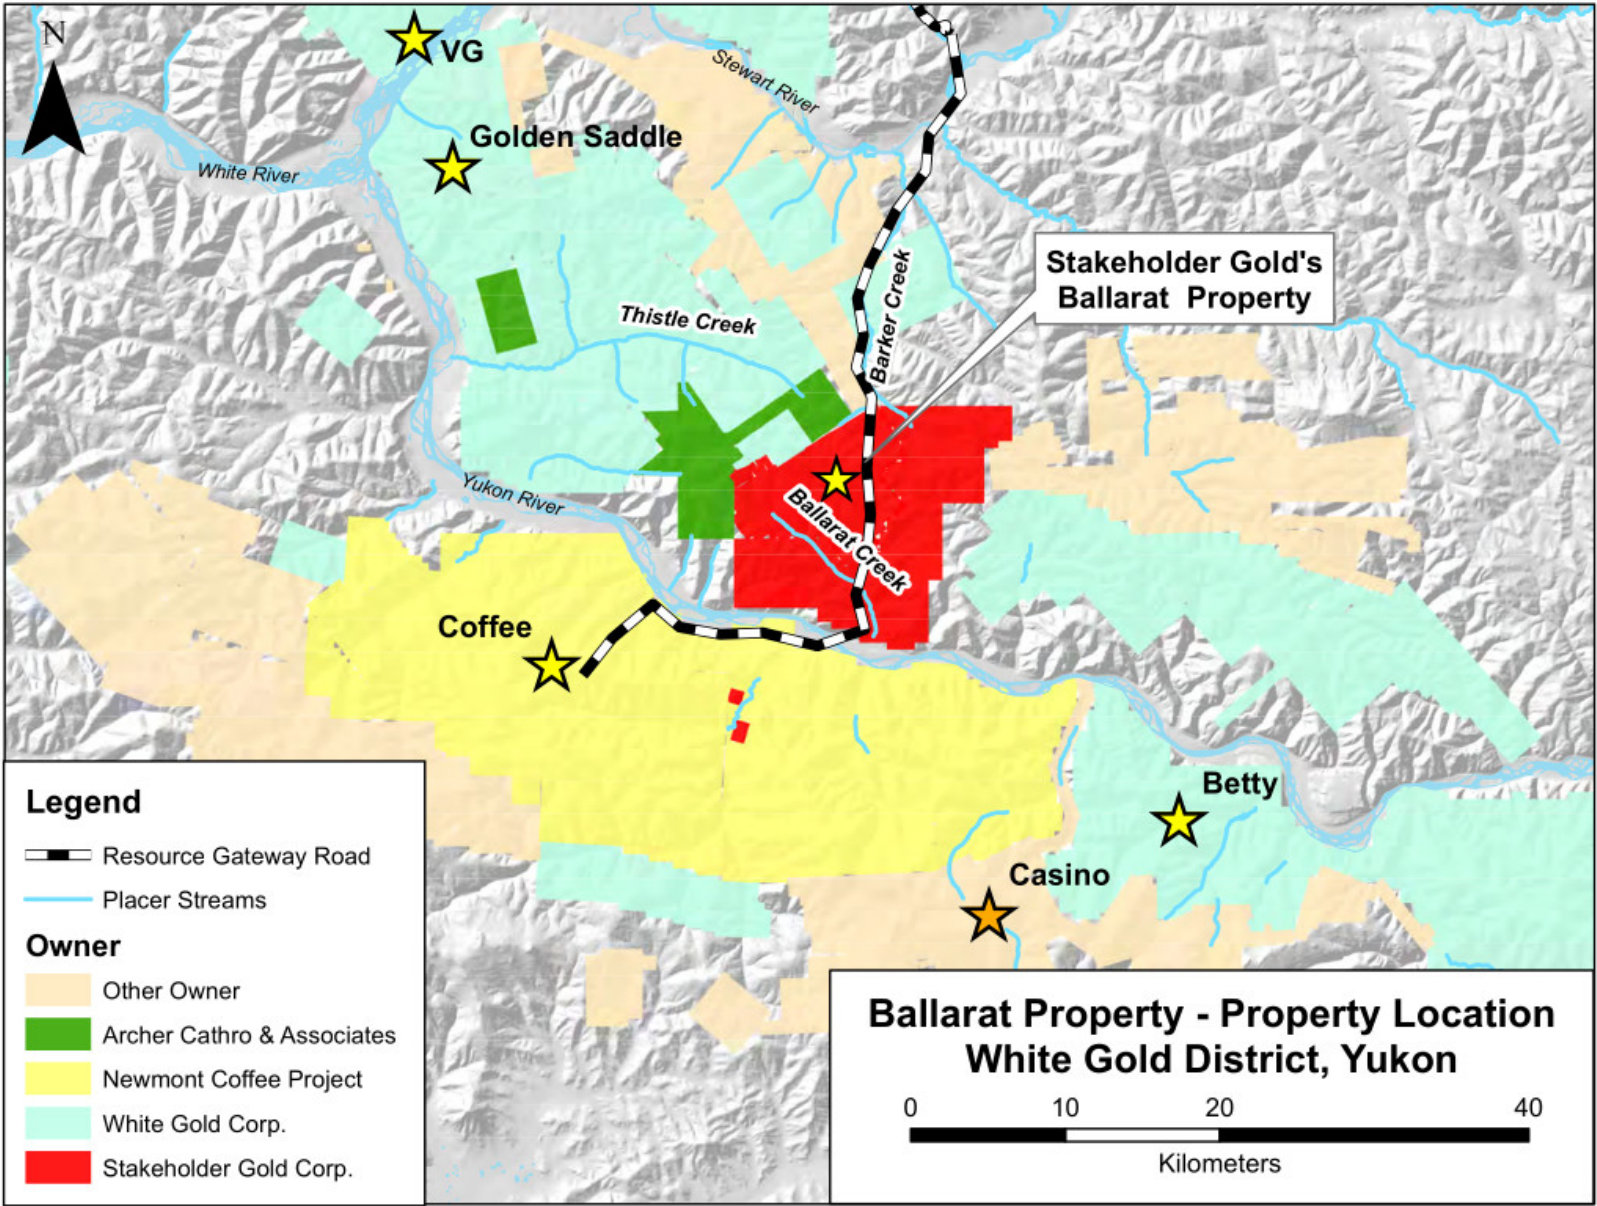 N
VG
Stewart River
Golden Saddle
White River
Stakeholder Gold's
Ballarat Property
Barker Creek
Thistle Creek
Yukon River
Ballarat Creek
Coffee
Betty
Casino
Legend
Resource Gateway Road
Placer Streams
Owner
Other Owner
Archer Cathro & Associates
Newmont Coffee Project
White Gold Corp.
Stakeholder Gold Corp.
Ballarat Property - Property Location
White Gold District, Yukon
0 10 20 40
Kilometers